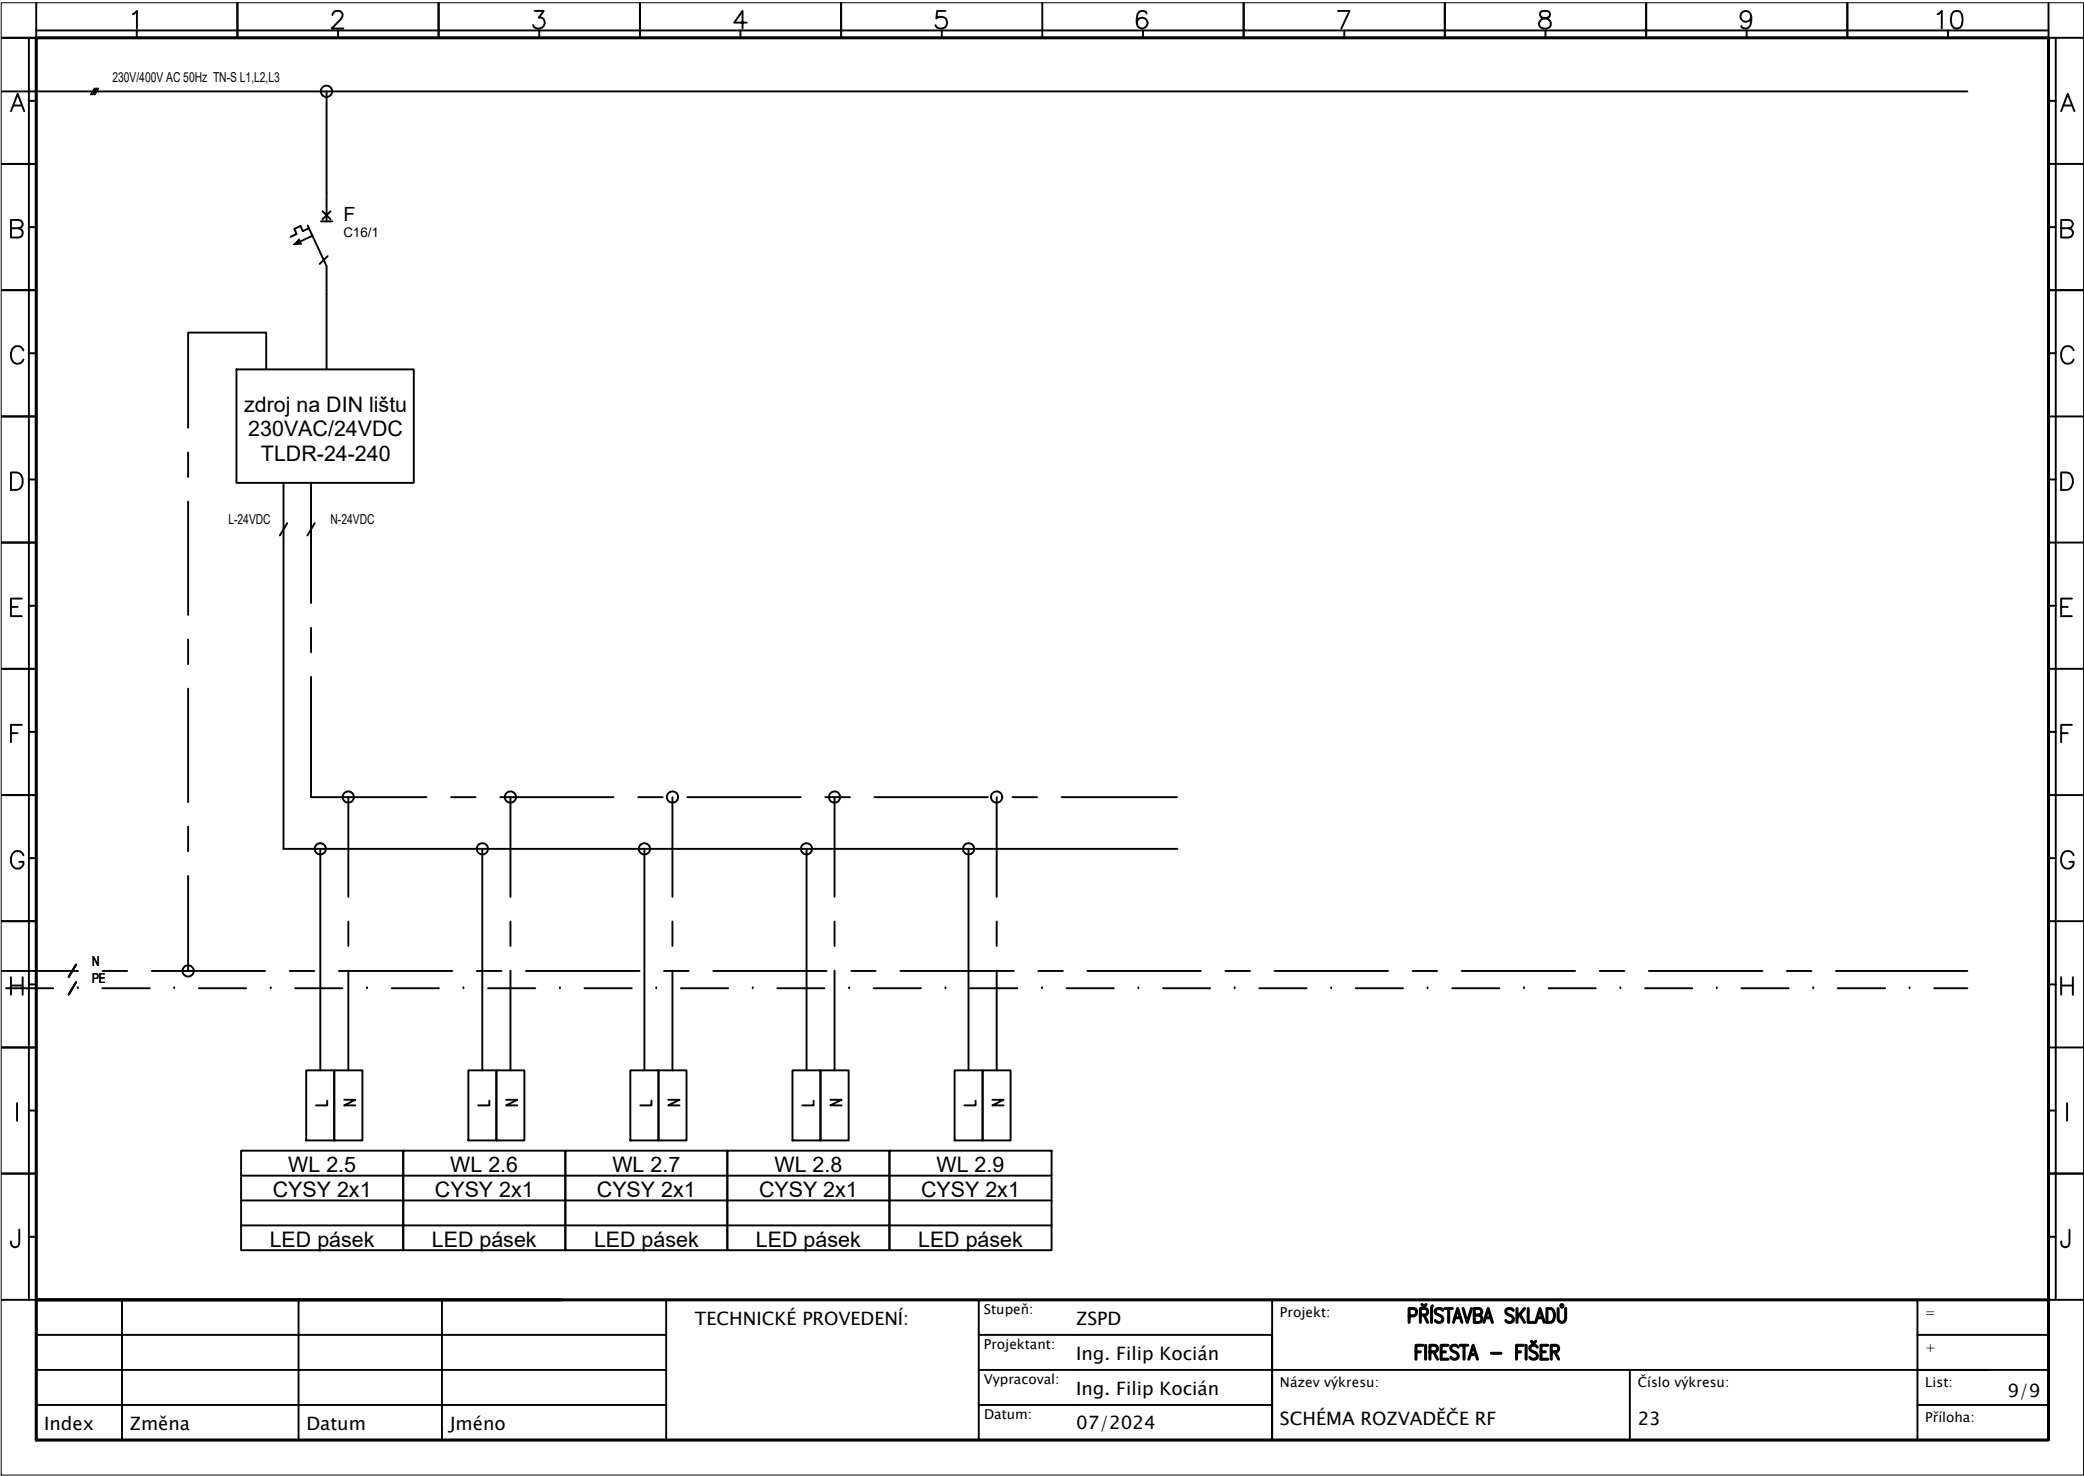 1 2 3 4 5 6 7 8 9 10
230V/400V AC 50Hz TN-S L1,L2,L3
A A
F
B B
C16/1
C C
zdroj na DIN lištu
230VAC/24VDC
TLDR-24-240
D D
L-24VDC N-24VDC
E E
F F
G G
N
PE
H H
L N L N L N L N L N
I I
WL 2.5 WL 2.6 WL 2.7 WL 2.8 WL 2.9
CYSY 2x1 CYSY 2x1 CYSY 2x1 CYSY 2x1 CYSY 2x1
LED pásek LED pásek LED pásek LED pásek LED pásek
J J
TECHNICKÉ PROVEDENÍ:
Stupeň: ZSPD
Projektant: Ing. Filip Kocián
Vypracoval: Ing. Filip Kocián
Datum: 07/2024
Projekt: PŘÍSTAVBA SKLADŮ
FIRESTA – FIŠER
Název výkresu:
SCHÉMA ROZVADĚČE RF
Číslo výkresu:
23
=
+
List: 9/9
Příloha:
Index Změna Datum Jméno